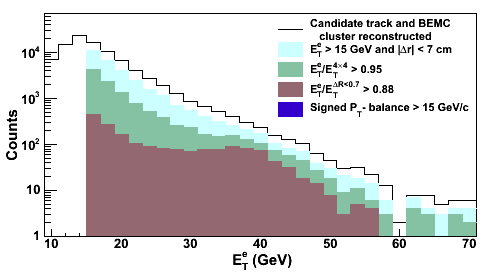 Candidate track and BEMC
cluster reconstructed
E_T^e > 15 GeV and |Δr| < 7 cm
E_T^e/E_T^{4×4} > 0.95
E_T^e/E_T^{ΔR<0.7} > 0.88
Signed P_T- balance > 15 GeV/c
Counts
10^4
10^3
10^2
10
1
10 20 30 40 50 60 70
E_T^e (GeV)